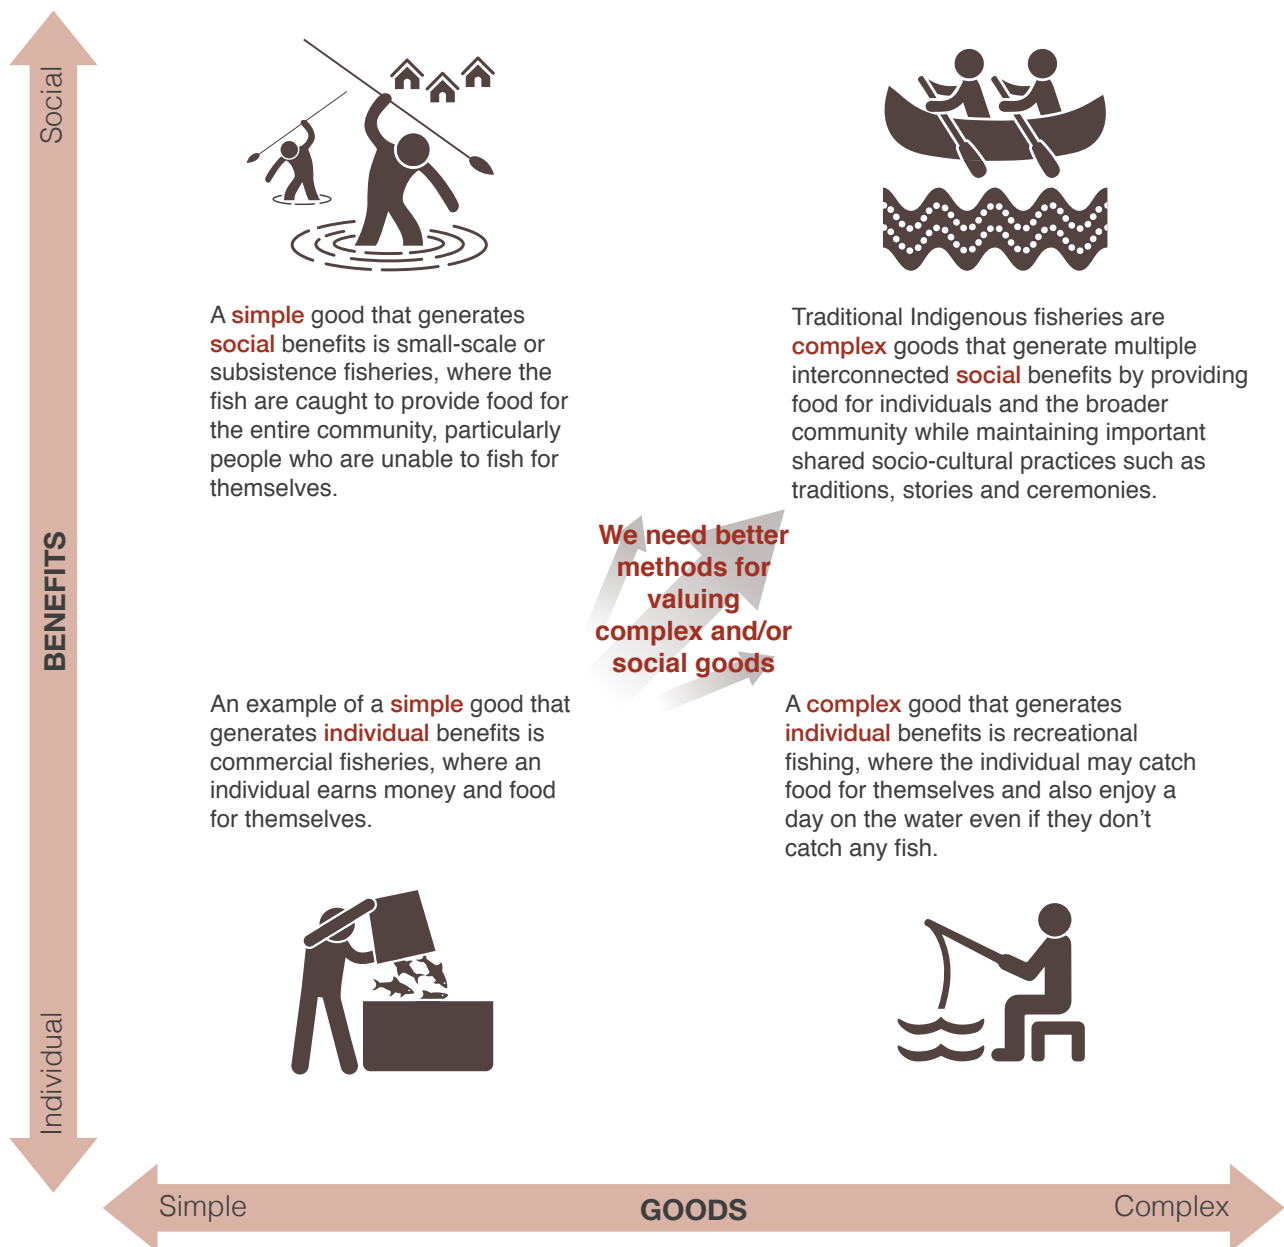 Social
BENEFITS
Individual
A simple good that generates
social benefits is small-scale or
subsistence fisheries, where the
fish are caught to provide food for
the entire community, particularly
people who are unable to fish for
themselves.
Traditional Indigenous fisheries are
complex goods that generate multiple
interconnected social benefits by providing
food for individuals and the broader
community while maintaining important
shared socio-cultural practices such as
traditions, stories and ceremonies.
We need better
methods for
valuing
complex and/or
social goods
An example of a simple good that
generates individual benefits is
commercial fisheries, where an
individual earns money and food
for themselves.
A complex good that generates
individual benefits is recreational
fishing, where the individual may catch
food for themselves and also enjoy a
day on the water even if they don’t
catch any fish.
Simple
GOODS
Complex